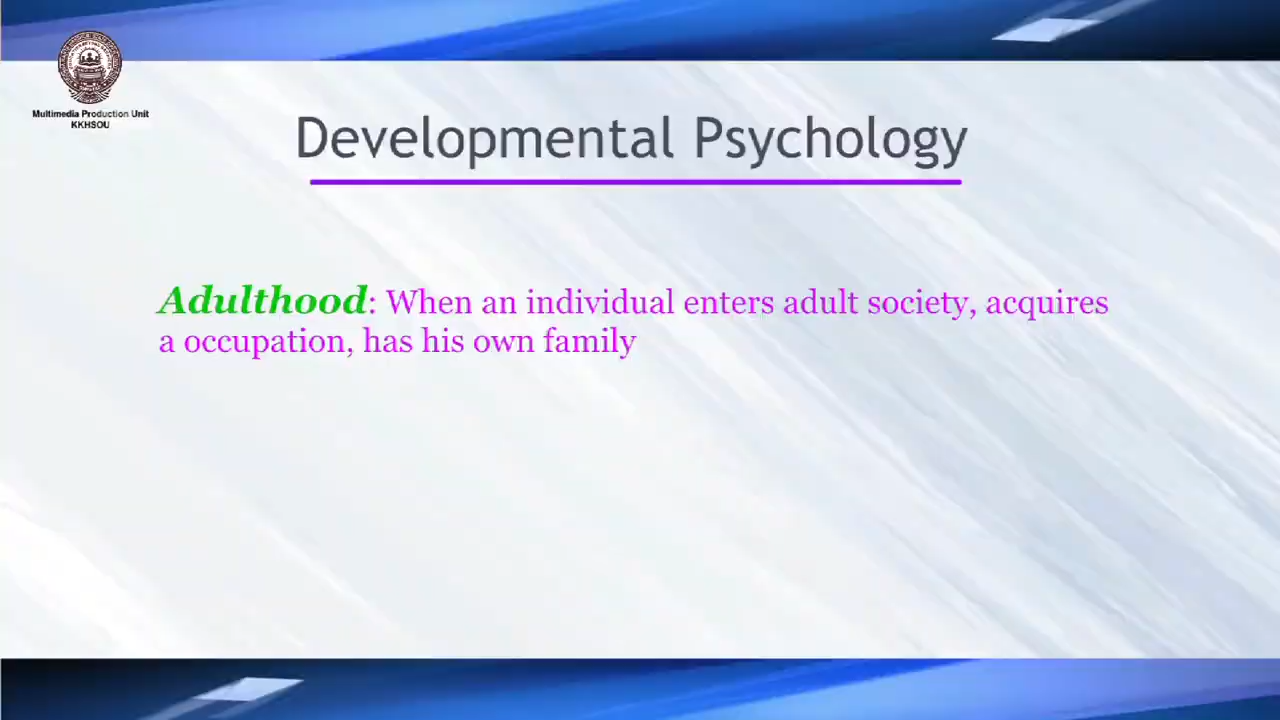 Multimedia Production Unit
KKHSOU
Developmental Psychology
Adulthood: When an individual enters adult society, acquires
a occupation, has his own family